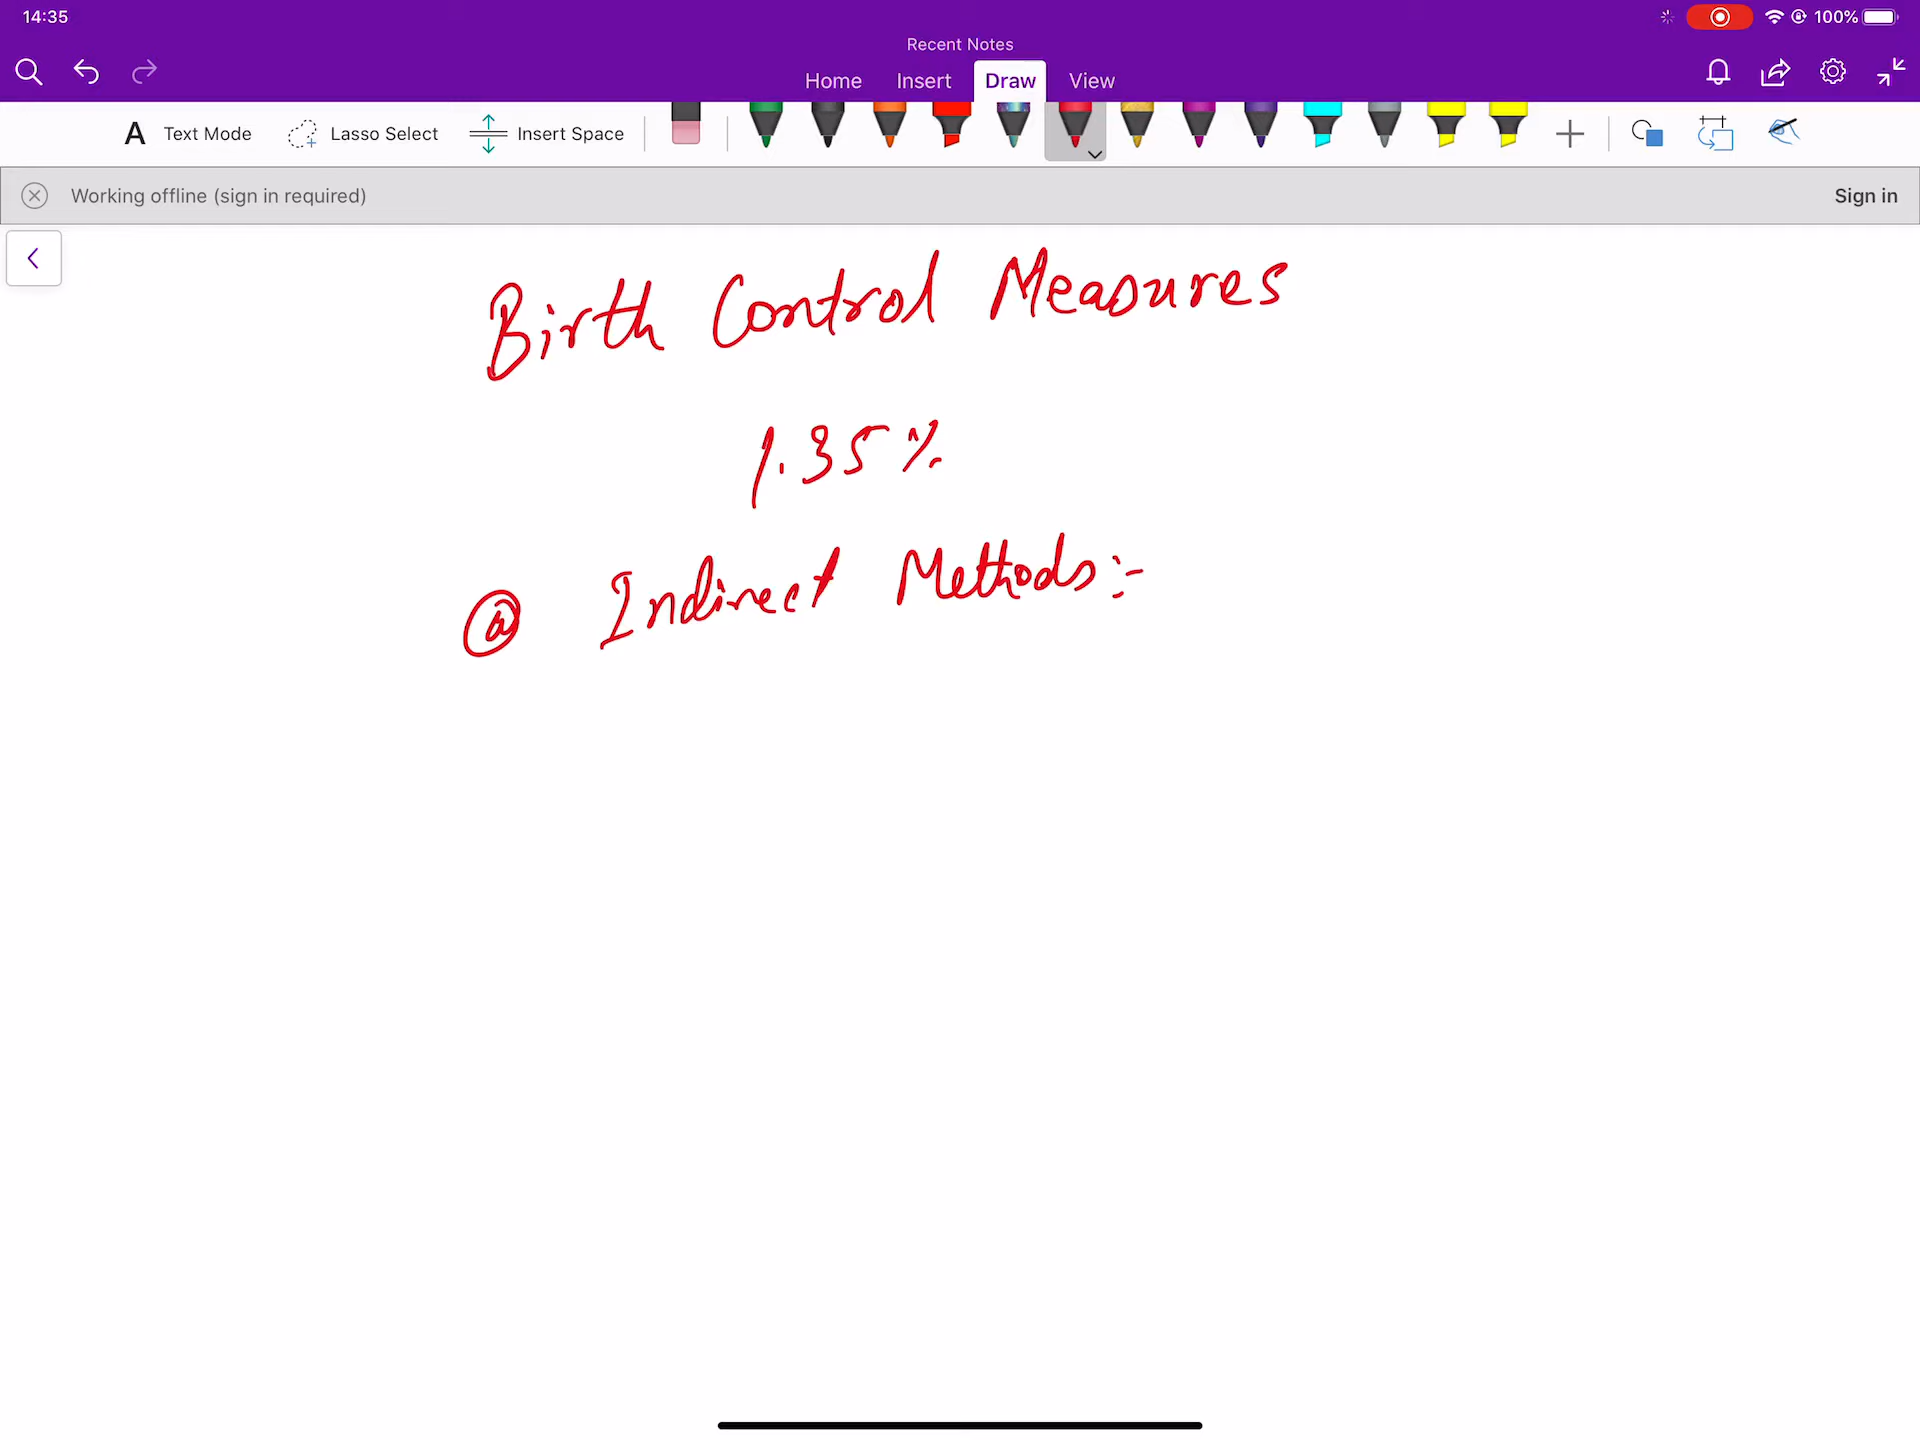 14:35
100%
Recent Notes
Home Insert Draw View
A Text Mode Lasso Select Insert Space
Working offline (sign in required) Sign in
Birth Control Measures
1.35 %
a Indirect Methods:-